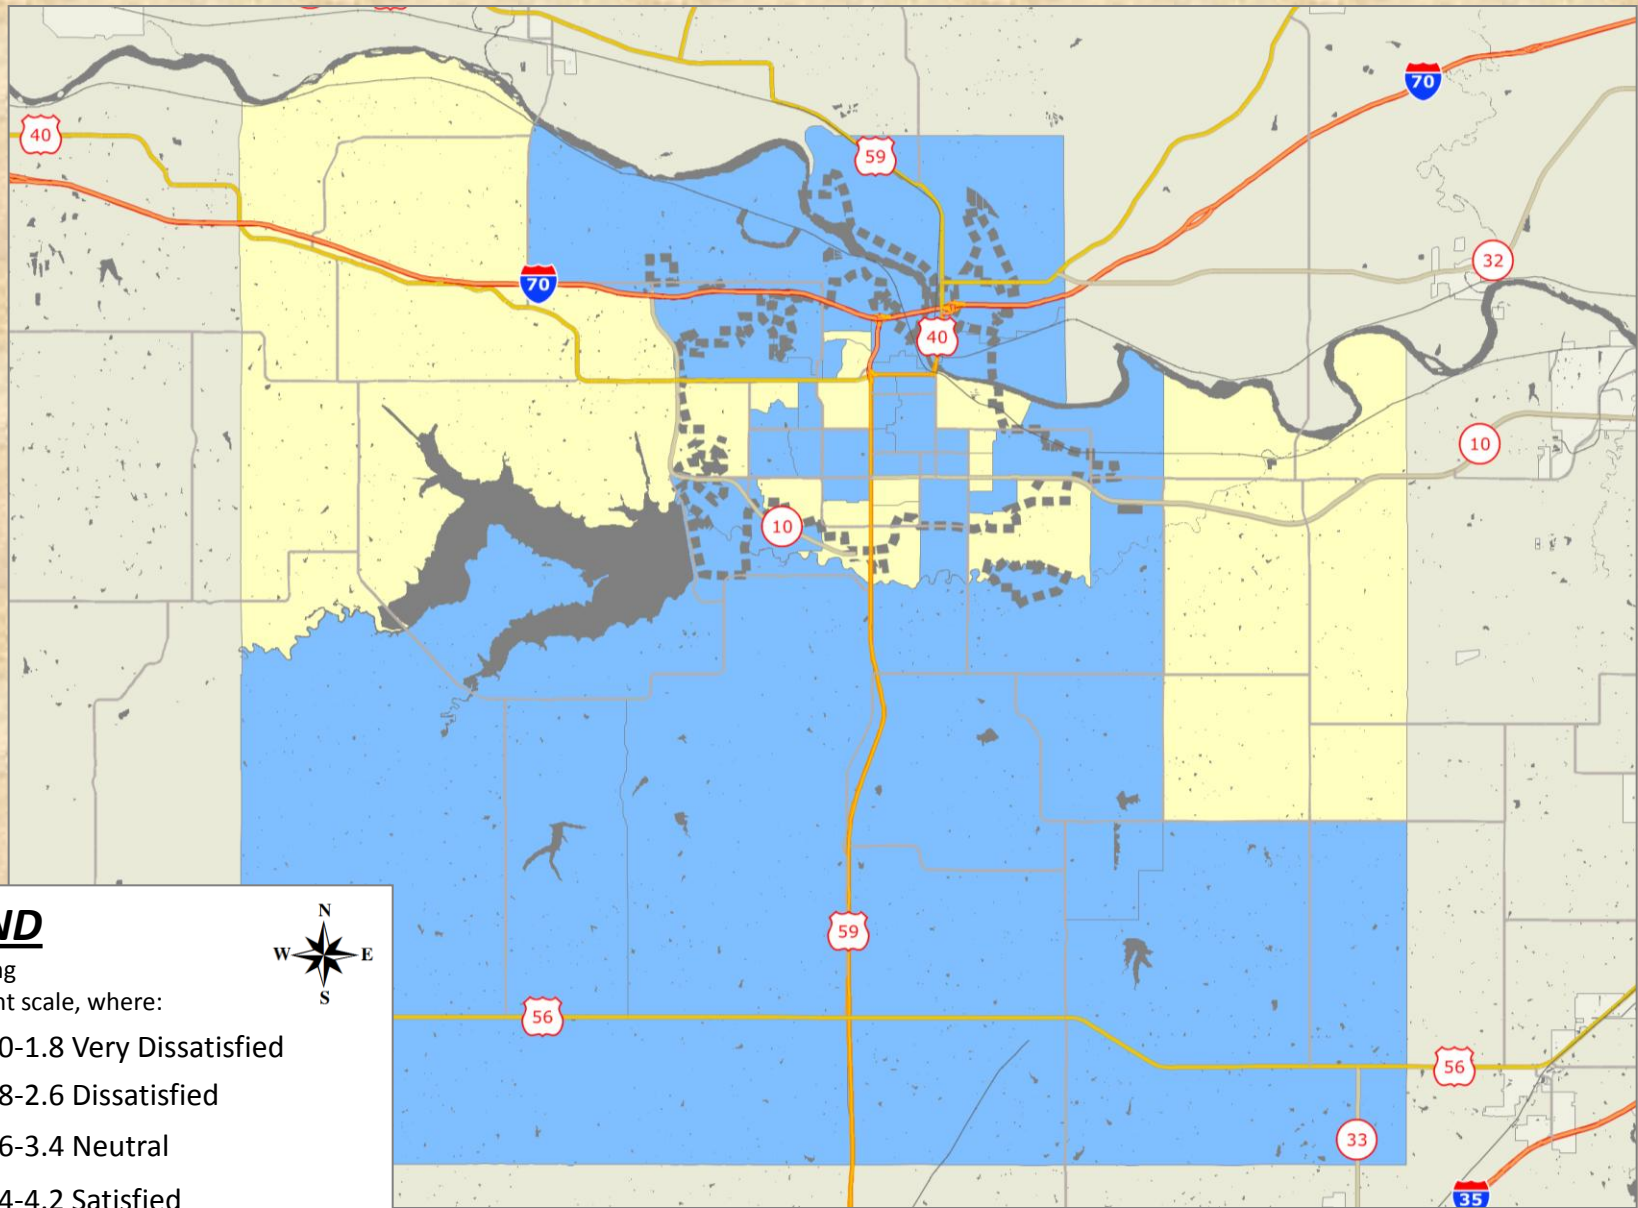 70
40
59
32
70
40
10
10
59
56
56
33
35
ND
N
W E
S
ng
nt scale, where:
0-1.8 Very Dissatisfied
8-2.6 Dissatisfied
6-3.4 Neutral
4-4.2 Satisfied